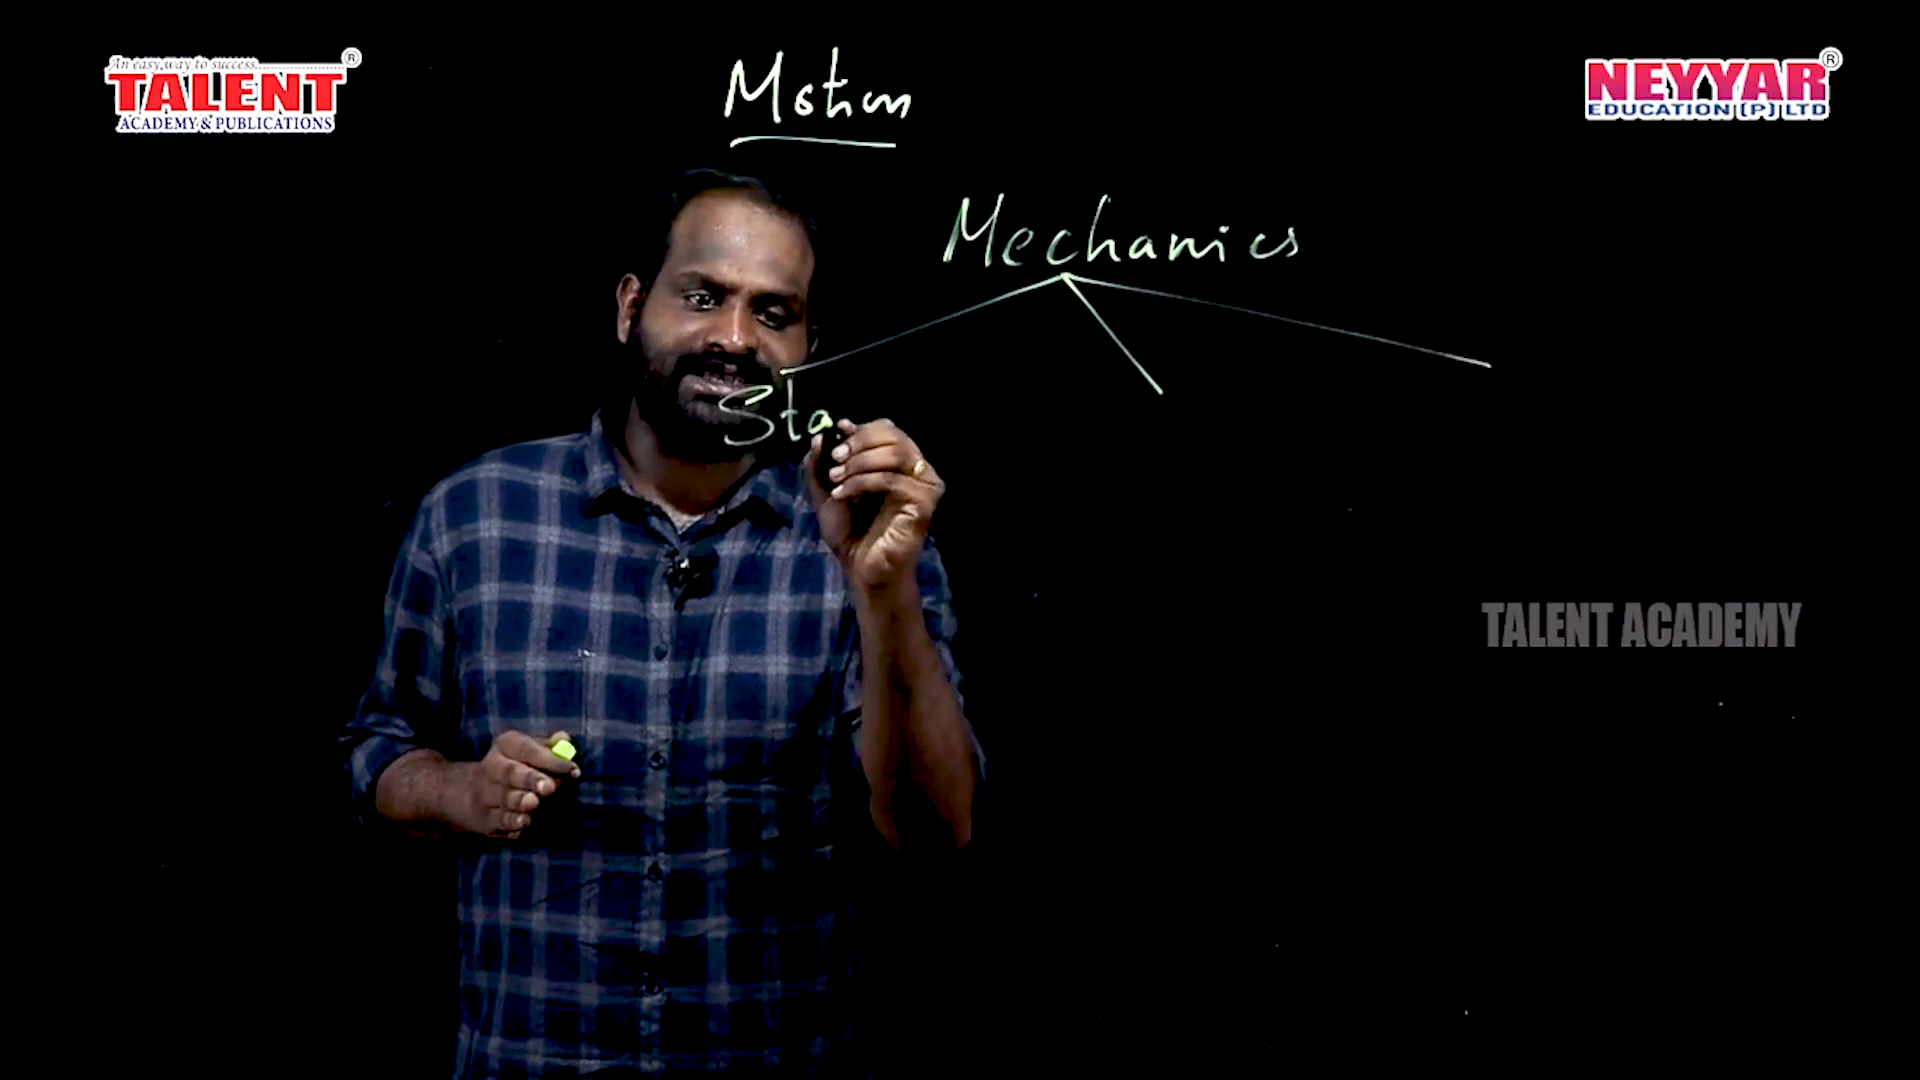 An easy way to success....................
TALENT ®
ACADEMY & PUBLICATIONS
Motion
NEYYAR ®
EDUCATION (P) LTD
Mechanics
Sta
TALENT ACADEMY